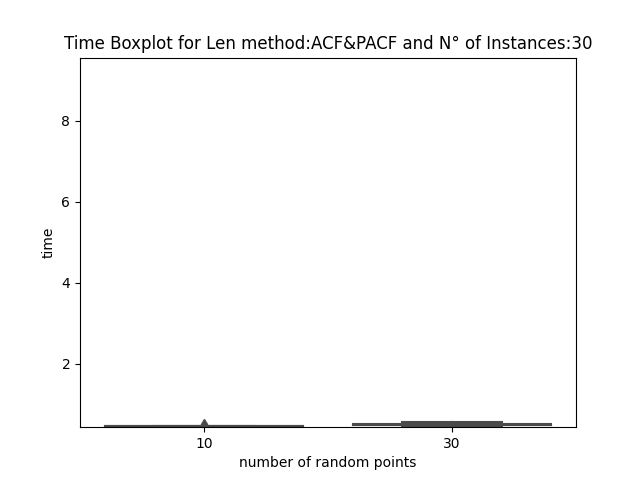 Time Boxplot for Len method:ACF&PACF and N° of Instances:30
8
6
4
2
time
10 30
number of random points